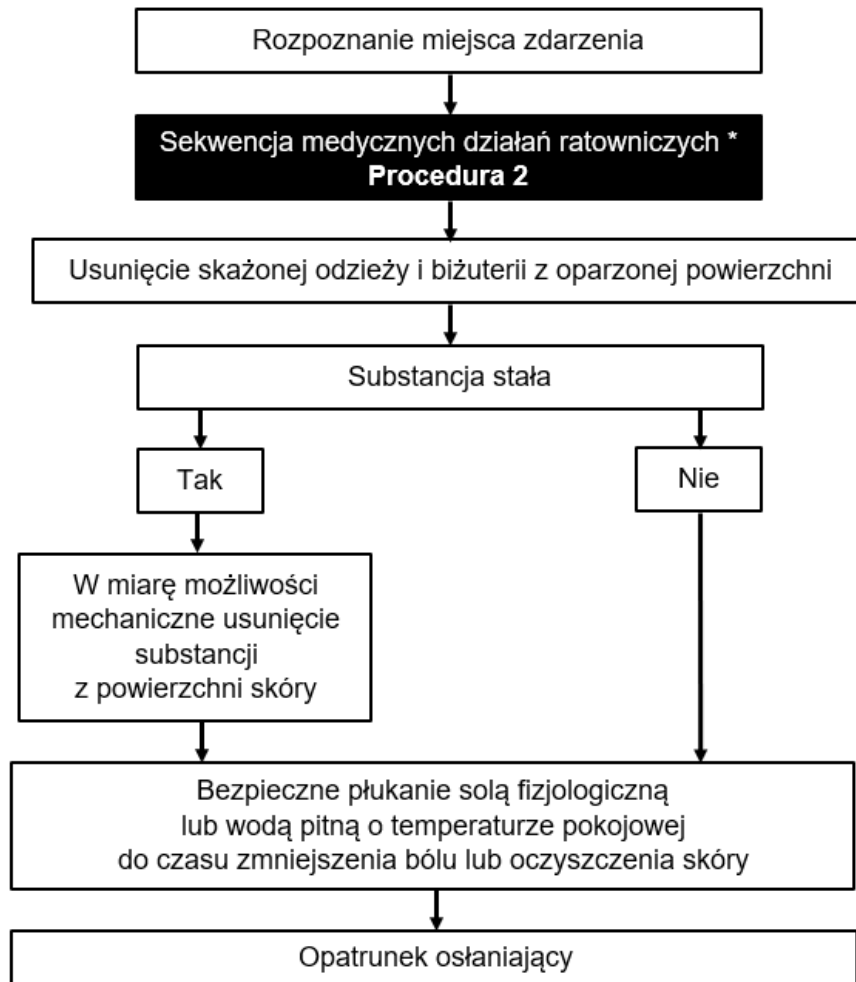 Rozpoznanie miejsca zdarzenia
Sekwencja medycznych działań ratowniczych *
Procedura 2
Usunięcie skażonej odzieży i biżuterii z oparzonej powierzchni
Substancja stała
Tak
Nie
W miarę możliwości
mechaniczne usunięcie
substancji
z powierzchni skóry
Bezpieczne płukanie solą fizjologiczną
lub wodą pitną o temperaturze pokojowej
do czasu zmniejszenia bólu lub oczyszczenia skóry
Opatrunek osłaniający